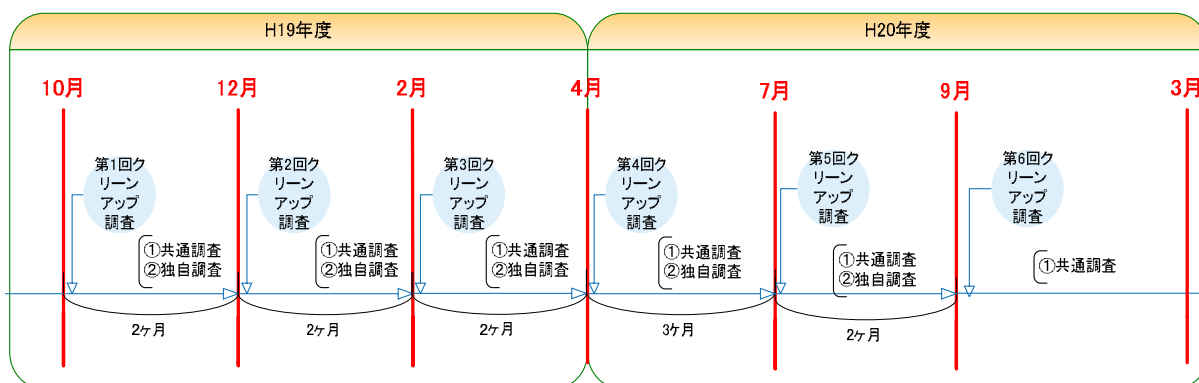 H19年度
H20年度
10月
12月
2月
4月
7月
9月
3月
第1回ク
リーン
アップ
調査
第2回ク
リーン
アップ
調査
第3回ク
リーン
アップ
調査
第4回ク
リーン
アップ
調査
第5回ク
リーン
アップ
調査
第6回ク
リーン
アップ
調査
①共通調査
②独自調査
①共通調査
②独自調査
①共通調査
②独自調査
①共通調査
②独自調査
①共通調査
②独自調査
①共通調査
2ヶ月
2ヶ月
2ヶ月
3ケ月
2ヶ月